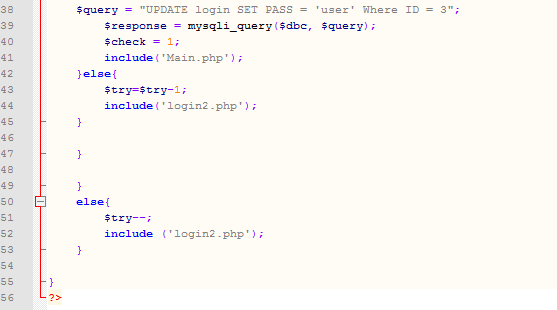 38 $query = "UPDATE login SET PASS = 'user' Where ID = 3";
39 $response = mysqli_query($dbc, $query);
40 $check = 1;
41 include('Main.php');
42 }else{
43 $try=$try-1;
44 include('login2.php');
45 }
46
47 }
48
49 }
50 else{
51 $try--;
52 include ('login2.php');
53 }
54
55 }
56 ?>